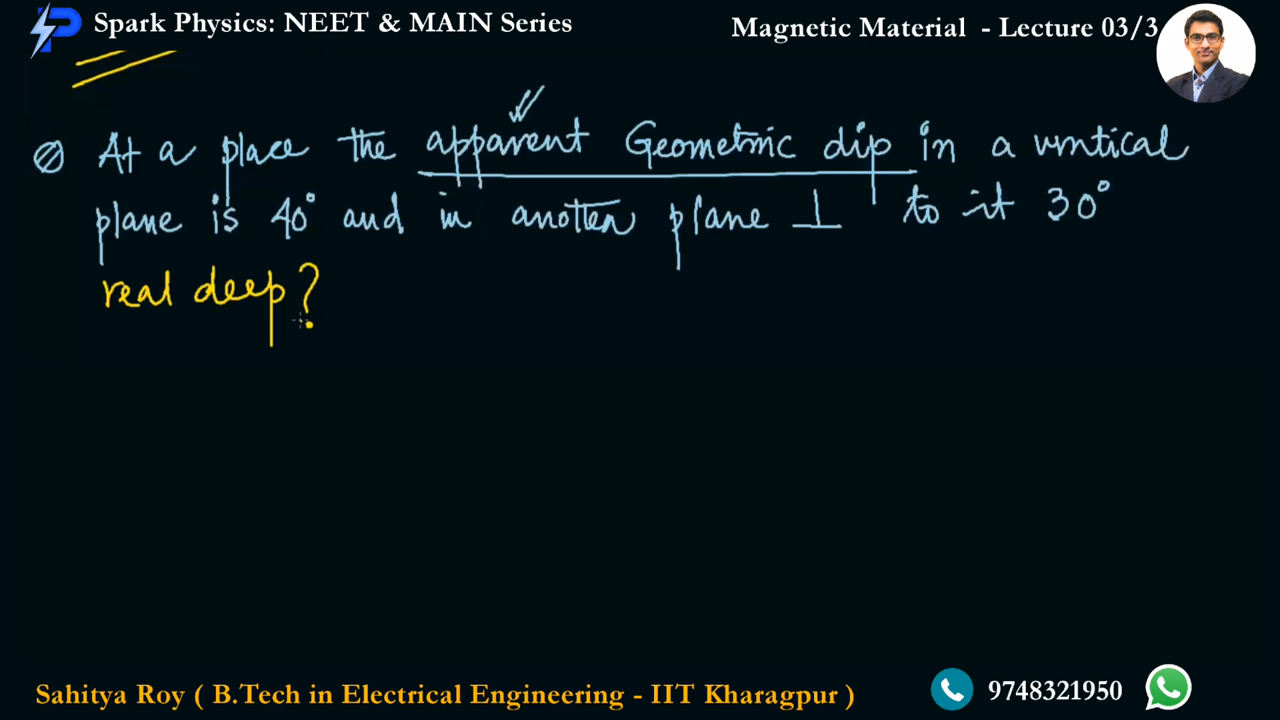 Spark Physics: NEET & MAIN Series
Magnetic Material - Lecture 03/3
At a place the apparent Geometric dip in a vertical
plane is 40° and in another plane ⊥ to it 30°
real deep?
Sahitya Roy ( B.Tech in Electrical Engineering - IIT Kharagpur )
9748321950